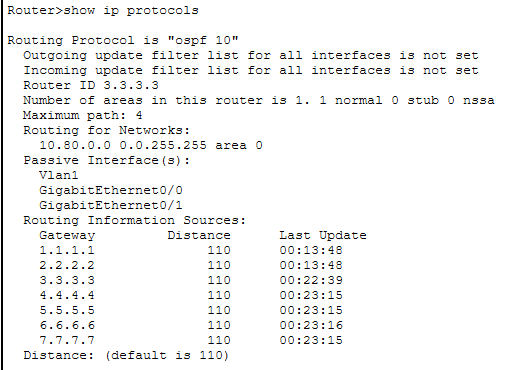 Router>show ip protocols
Routing Protocol is "ospf 10"
Outgoing update filter list for all interfaces is not set
Incoming update filter list for all interfaces is not set
Router ID 3.3.3.3
Number of areas in this router is 1. 1 normal 0 stub 0 nssa
Maximum path: 4
Routing for Networks:
10.80.0.0 0.0.255.255 area 0
Passive Interface(s):
Vlan1
GigabitEthernet0/0
GigabitEthernet0/1
Routing Information Sources:
Gateway Distance Last Update
1.1.1.1 110 00:13:48
2.2.2.2 110 00:13:48
3.3.3.3 110 00:22:39
4.4.4.4 110 00:23:15
5.5.5.5 110 00:23:15
6.6.6.6 110 00:23:16
7.7.7.7 110 00:23:15
Distance: (default is 110)